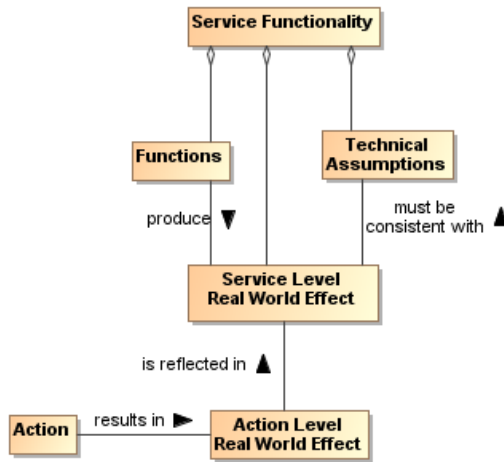 Service Functionality
Functions
Technical
Assumptions
produce
must be
consistent with
Service Level
Real World Effect
is reflected in
Action
results in
Action Level
Real World Effect